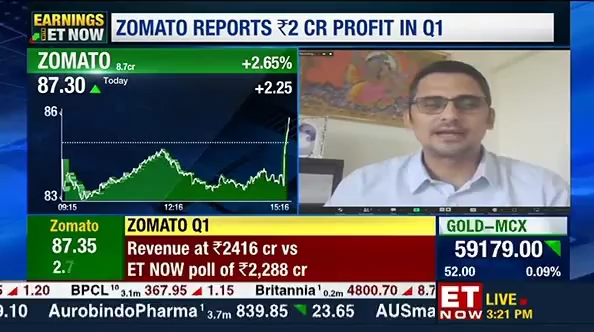 EARNINGS
WITH ET NOW
ZOMATO REPORTS ₹2 CR PROFIT IN Q1
ZOMATO 8.7cr +2.65%
87.30 Today +2.25
86
83
09:15 12:16 15:16
Zomato
87.35
2.7
ZOMATO Q1
Revenue at ₹2416 cr vs
ET NOW poll of ₹2,288 cr
GOLD–MCX
59179.00
52.00 0.09%
1.20 BPCL 3.1m 367.95 1.15 Britannia 0.2m 4800.70 8.7
9.10 AurobindoPharma 3.7m 839.85 23.65 AUSma
ET
NOW
LIVE
3:21 PM